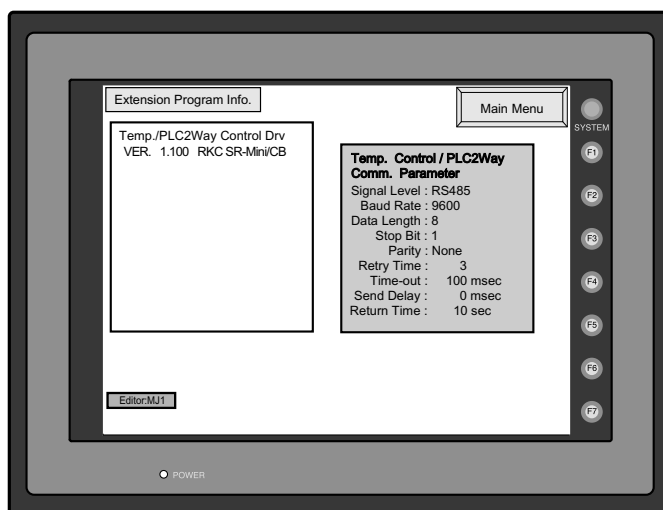 Extension Program Info.
Main Menu
SYSTEM
Temp./PLC2Way Control Drv
VER. 1.100 RKC SR-Mini/CB
Temp. Control / PLC2Way
Comm. Parameter
Signal Level : RS485
Baud Rate : 9600
Data Length : 8
Stop Bit : 1
Parity : None
Retry Time : 3
Time-out : 100 msec
Send Delay : 0 msec
Return Time : 10 sec
F1
F2
F3
F4
F5
F6
F7
Editor:MJ1
POWER